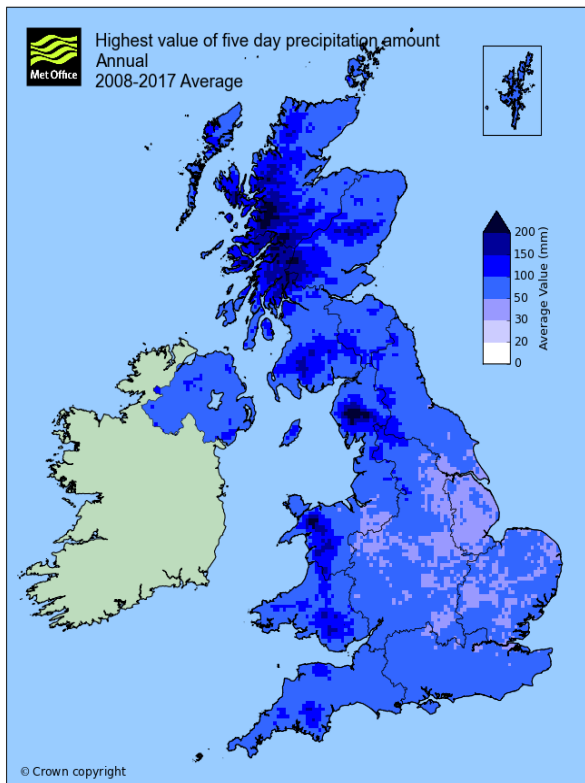 Met Office
Highest value of five day precipitation amount
Annual
2008-2017 Average
200
150
100
50
30
20
0
Average Value (mm)
© Crown copyright